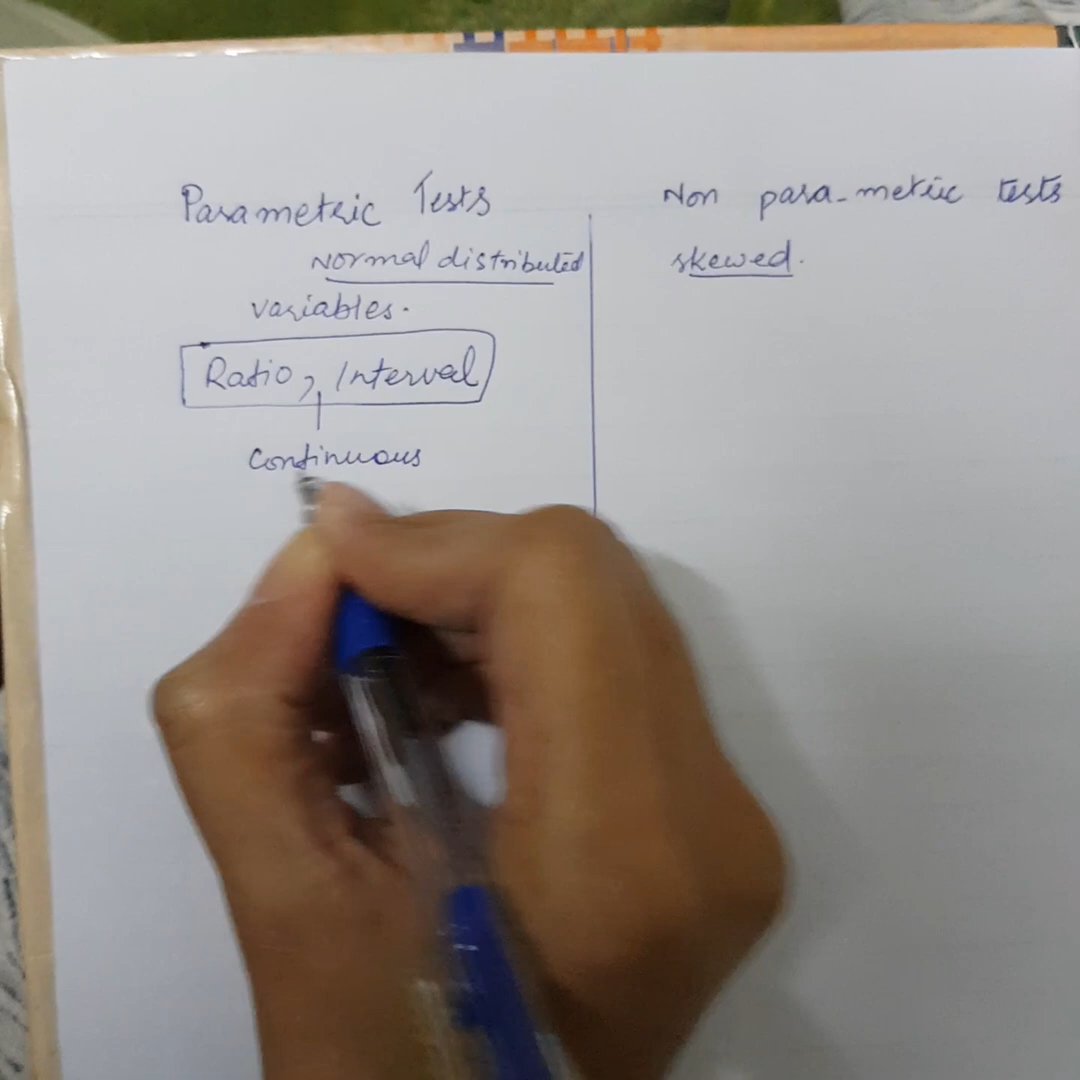 Parametric Tests
Normal distributed
variables.
Ratio, Interval
Continuous
Non para-metric tests
skewed.